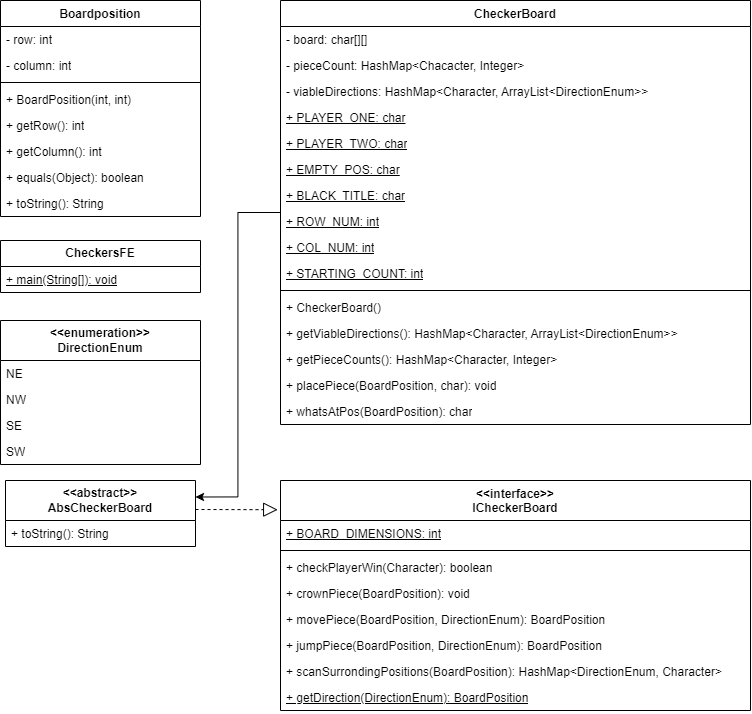 Boardposition
- row: int
- column: int
+ BoardPosition(int, int)
+ getRow(): int
+ getColumn(): int
+ equals(Object): boolean
+ toString(): String
CheckersFE
+ main(String[]): void
<<enumeration>>
DirectionEnum
NE
NW
SE
SW
<<abstract>>
AbsCheckerBoard
+ toString(): String
CheckerBoard
- board: char[][]
- pieceCount: HashMap<Chacacter, Integer>
- viableDirections: HashMap<Character, ArrayList<DirectionEnum>>
+ PLAYER_ONE: char
+ PLAYER_TWO: char
+ EMPTY_POS: char
+ BLACK_TITLE: char
+ ROW_NUM: int
+ COL_NUM: int
+ STARTING_COUNT: int
+ CheckerBoard()
+ getViableDirections(): HashMap<Character, ArrayList<DirectionEnum>>
+ getPieceCounts(): HashMap<Character, Integer>
+ placePiece(BoardPosition, char): void
+ whatsAtPos(BoardPosition): char
<<interface>>
ICheckerBoard
+ BOARD_DIMENSIONS: int
+ checkPlayerWin(Character): boolean
+ crownPiece(BoardPosition): void
+ movePiece(BoardPosition, DirectionEnum): BoardPosition
+ jumpPiece(BoardPosition, DirectionEnum): BoardPosition
+ scanSurrondingPositions(BoardPosition): HashMap<DirectionEnum, Character>
+ getDirection(DirectionEnum): BoardPosition